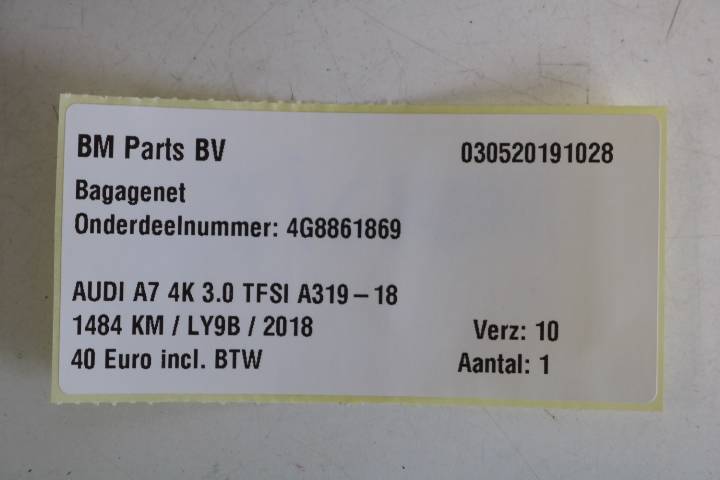 BM Parts BV 030520191028
Bagagenet
Onderdeelnummer: 4G8861869
AUDI A7 4K 3.0 TFSI A319-18
1484 KM / LY9B / 2018 Verz: 10
40 Euro incl. BTW Aantal: 1